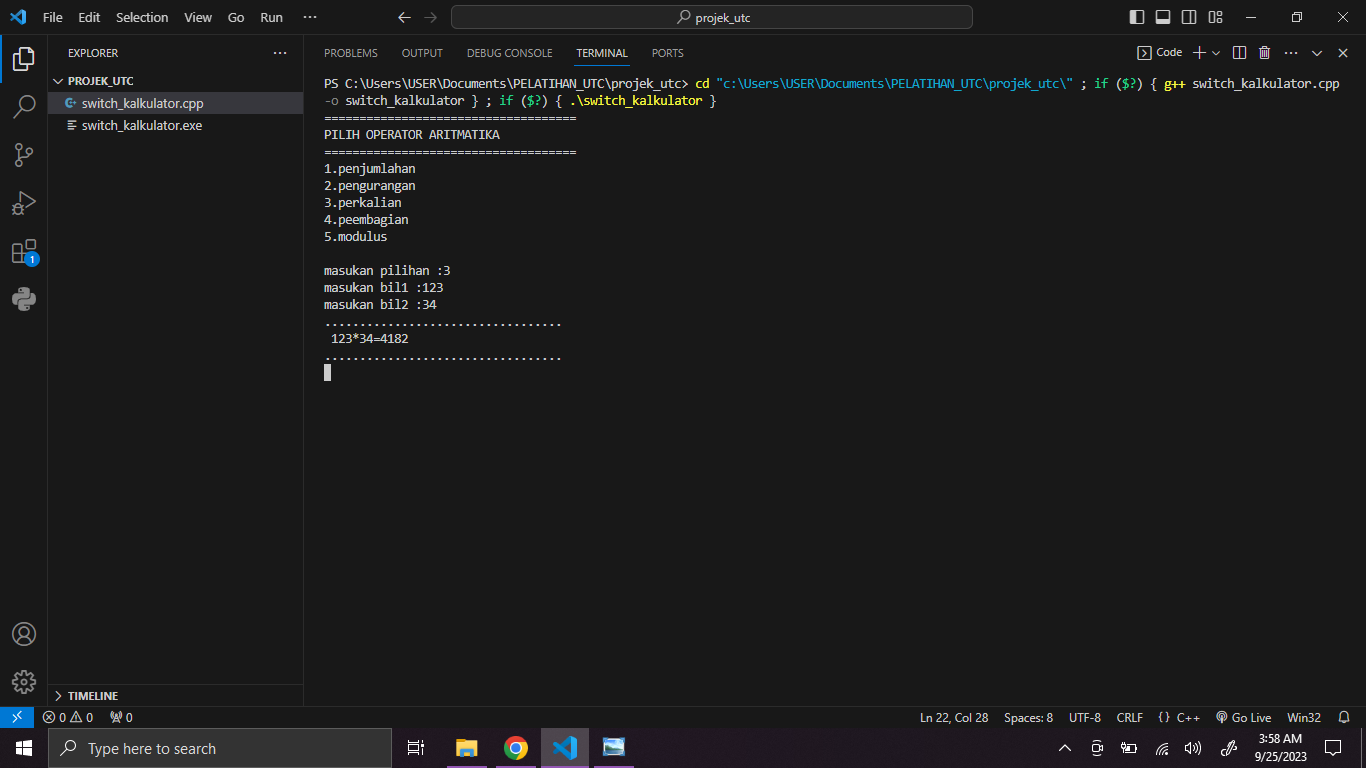 File Edit Selection View Go Run ··· projek_utc
EXPLORER ···
PROJEK_UTC
switch_kalkulator.cpp
switch_kalkulator.exe
1
TIMELINE
PROBLEMS OUTPUT DEBUG CONSOLE TERMINAL PORTS Code ···
PS C:\Users\USER\Documents\PELATIHAN_UTC\projek_utc> cd "c:\Users\USER\Documents\PELATIHAN_UTC\projek_utc\" ; if ($?) { g++ switch_kalkulator.cpp
-o switch_kalkulator } ; if ($?) { .\switch_kalkulator }
====================================
PILIH OPERATOR ARITMATIKA
====================================
1.penjumlahan
2.pengurangan
3.perkalian
4.peembagian
5.modulus
masukan pilihan :3
masukan bil1 :123
masukan bil2 :34
..................................
123*34=4182
..................................
0 0 0 Ln 22, Col 28 Spaces: 8 UTF-8 CRLF {} C++ Go Live Win32
Type here to search
3:58 AM
9/25/2023